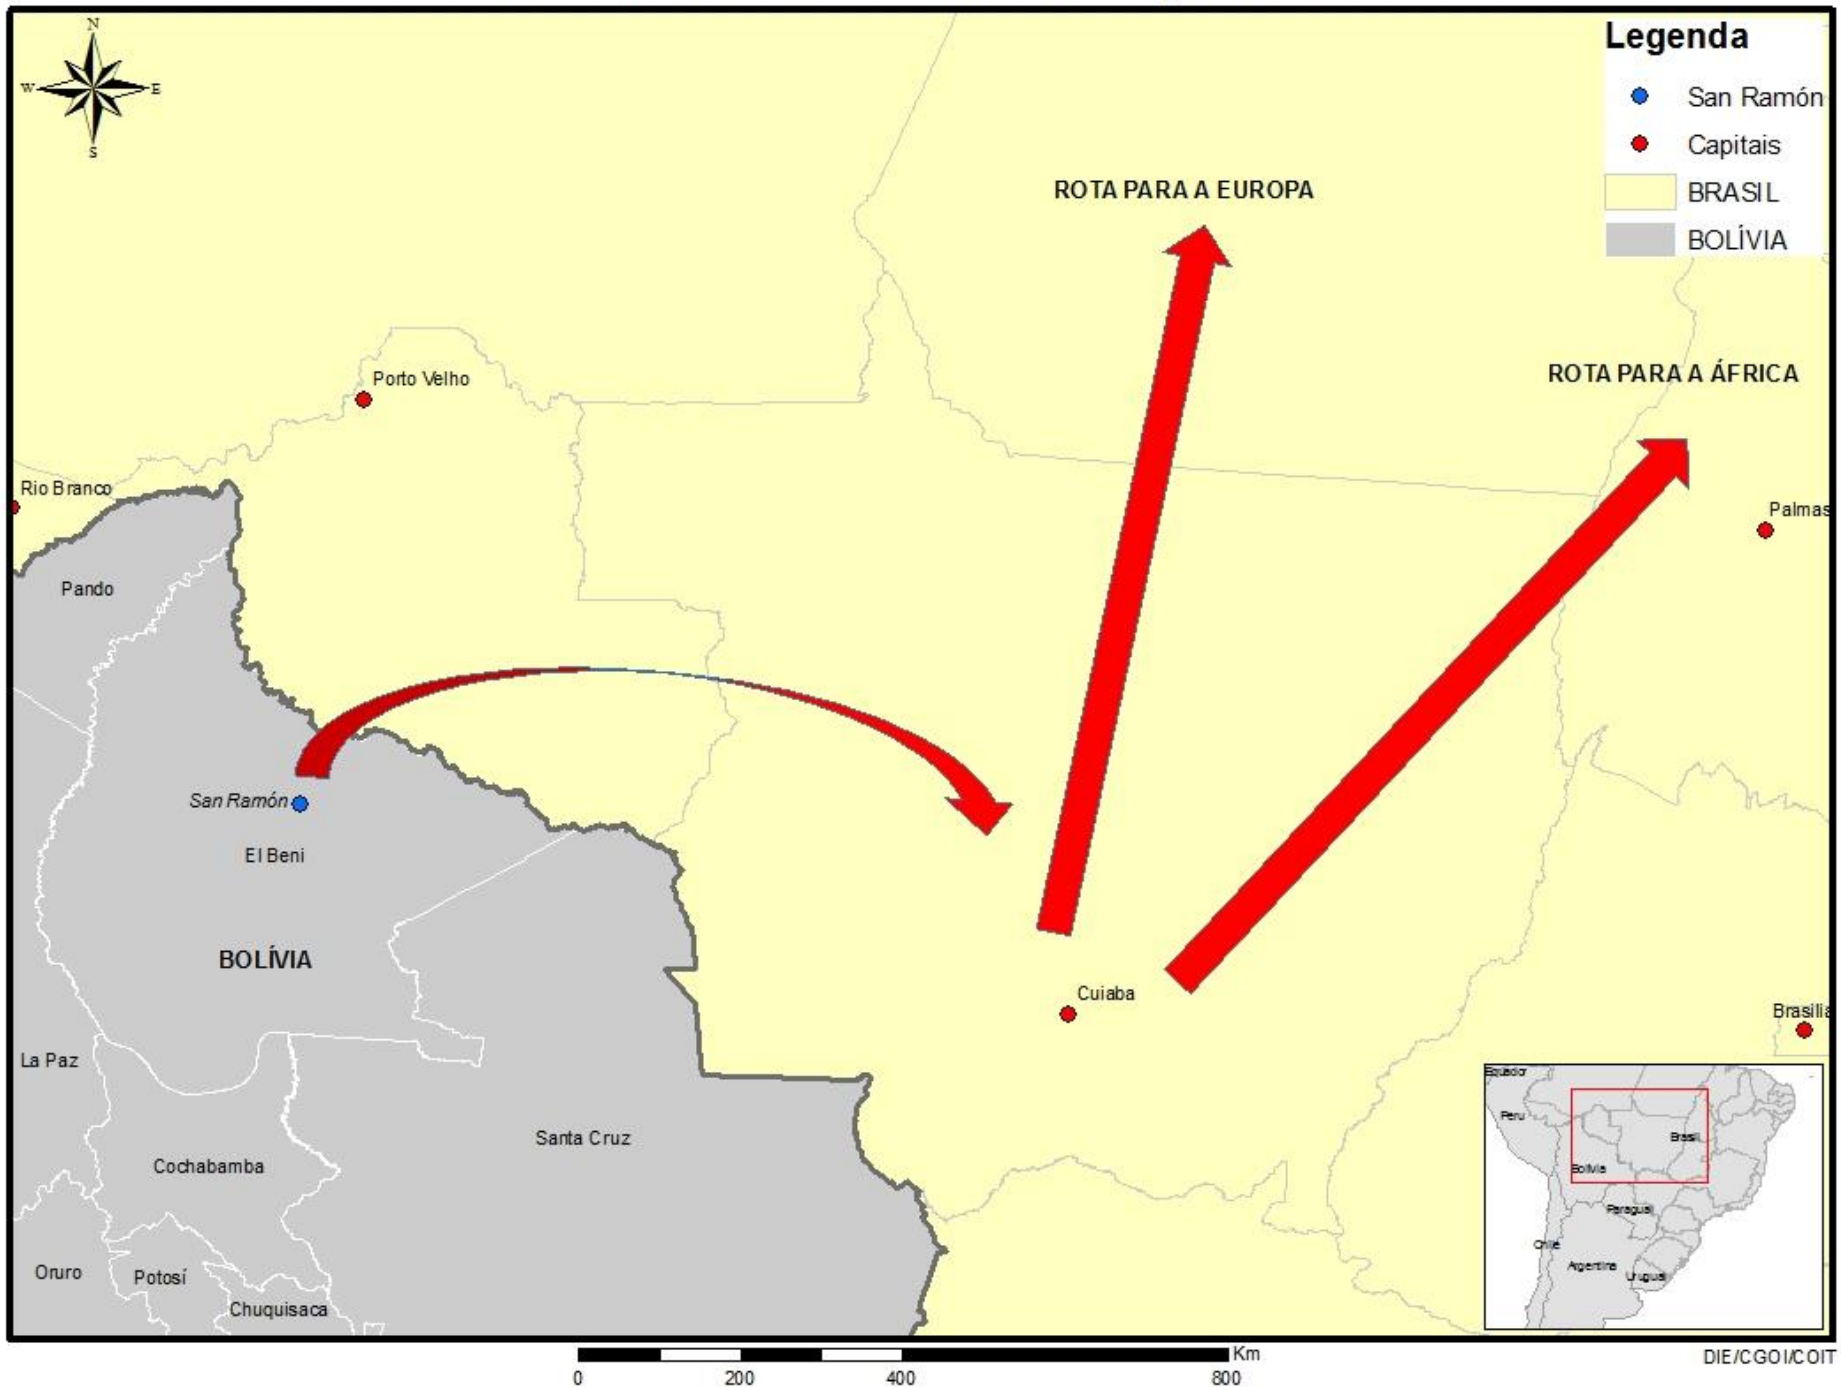 N
W
E
S
Legenda
San Ramón
Capitais
BRASIL
BOLÍVIA
ROTA PARA A EUROPA
ROTA PARA A ÁFRICA
Porto Velho
Rio Branco
Palmas
Pando
San Ramón
El Beni
BOLÍVIA
Cuiaba
Brasilia
La Paz
Santa Cruz
Cochabamba
Oruro
Potosí
Chuquisaca
Equador
Peru
Brasil
Bolívia
Paraguai
Chile
Argentina
Uruguai
Km
0 200 400 800
DIE/CGOI/COIT